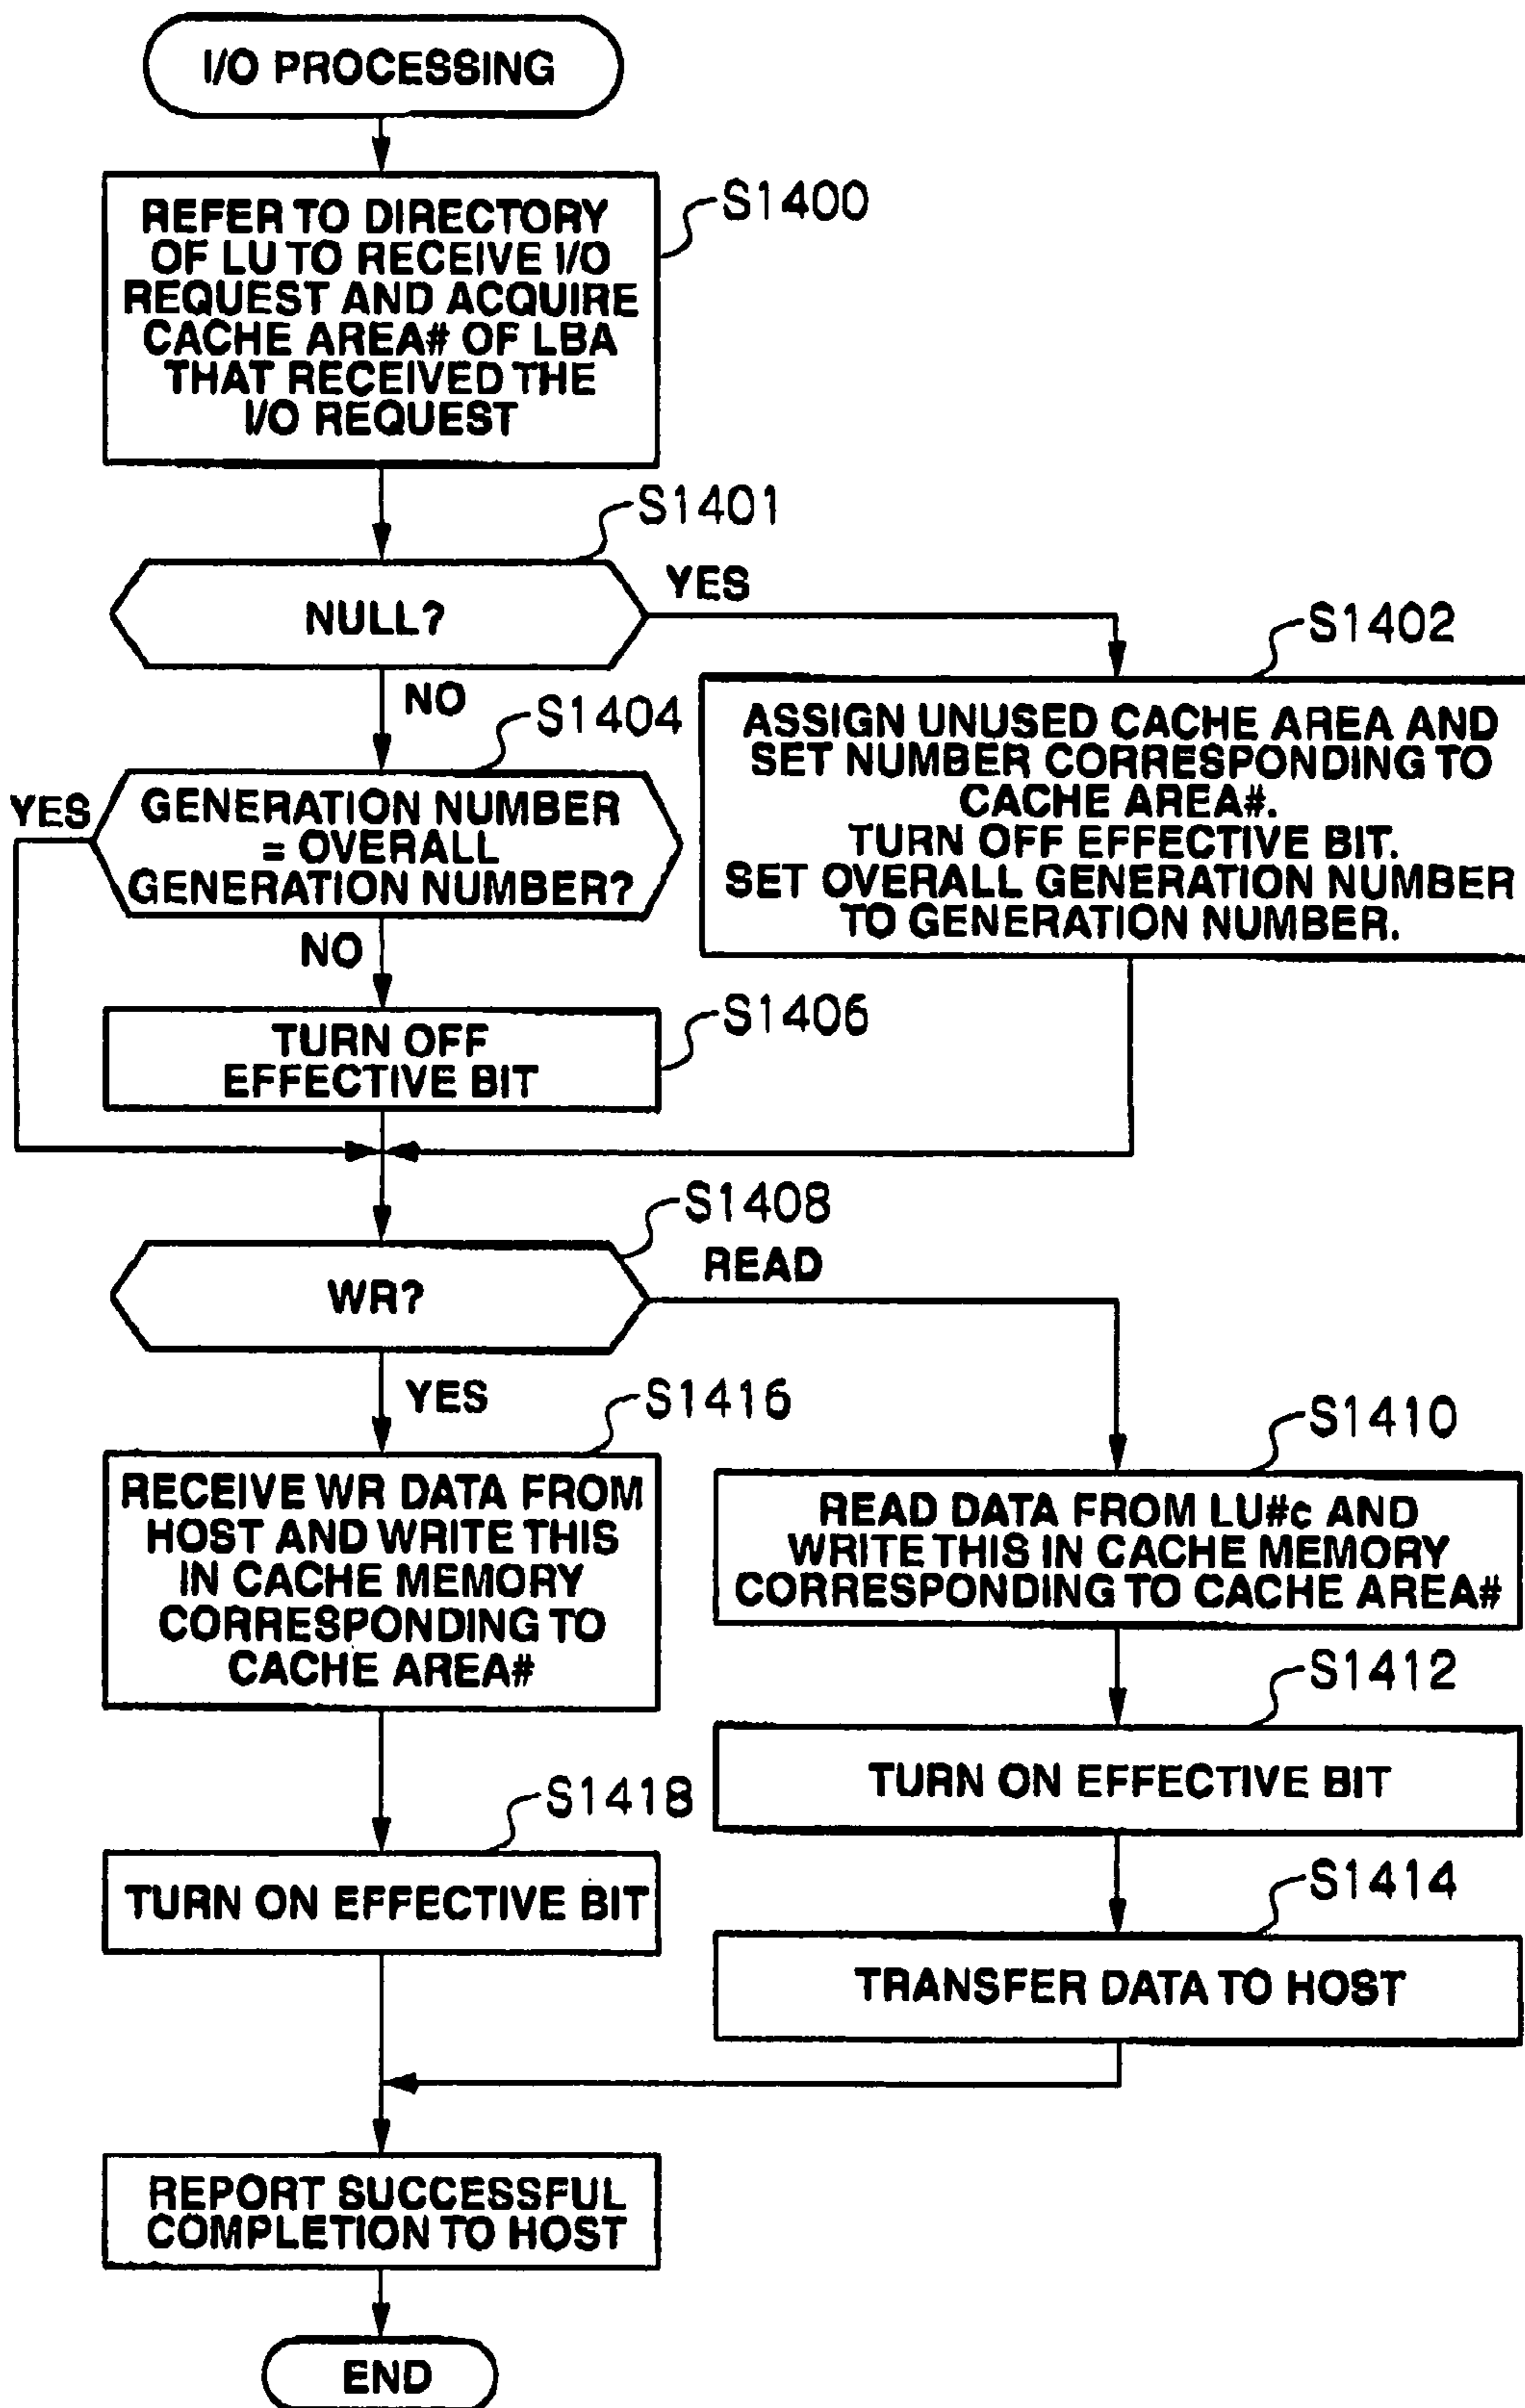 I/O PROCESSING
REFER TO DIRECTORY
OF LU TO RECEIVE I/O
REQUEST AND ACQUIRE
CACHE AREA# OF LBA
THAT RECEIVED THE
I/O REQUEST
S1400
S1401
NULL?
YES
NO
S1402
ASSIGN UNUSED CACHE AREA AND
SET NUMBER CORRESPONDING TO
CACHE AREA#.
TURN OFF EFFECTIVE BIT.
SET OVERALL GENERATION NUMBER
TO GENERATION NUMBER.
S1404
YES
GENERATION NUMBER
= OVERALL
GENERATION NUMBER?
NO
S1406
TURN OFF
EFFECTIVE BIT
S1408
WR?
READ
YES
S1416
RECEIVE WR DATA FROM
HOST AND WRITE THIS
IN CACHE MEMORY
CORRESPONDING TO
CACHE AREA#
S1410
READ DATA FROM LU#c AND
WRITE THIS IN CACHE MEMORY
CORRESPONDING TO CACHE AREA#
S1412
TURN ON EFFECTIVE BIT
S1418
TURN ON EFFECTIVE BIT
S1414
TRANSFER DATA TO HOST
REPORT SUCCESSFUL
COMPLETION TO HOST
END